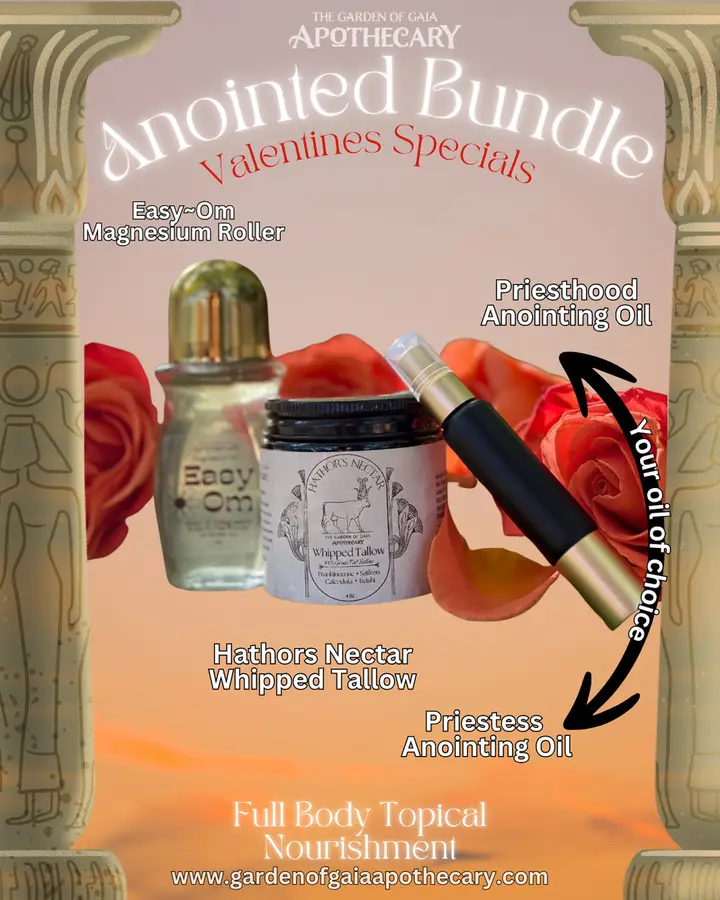 THE GARDEN OF GAIA
APOTHECARY
Anointed Bundle
Valentines Specials
Easy~Om
Magnesium Roller
Priesthood
Anointing Oil
Your oil of choice
Easy
Om
HATHOR'S NECTAR
THE GARDEN OF GAIA
APOTHECARY
Whipped Tallow
Frankincense • Saffron
Calendula • Reishi
4 OZ
Hathors Nectar
Whipped Tallow
Priestess
Anointing Oil
Full Body Topical
Nourishment
www.gardenofgaiaapothecary.com